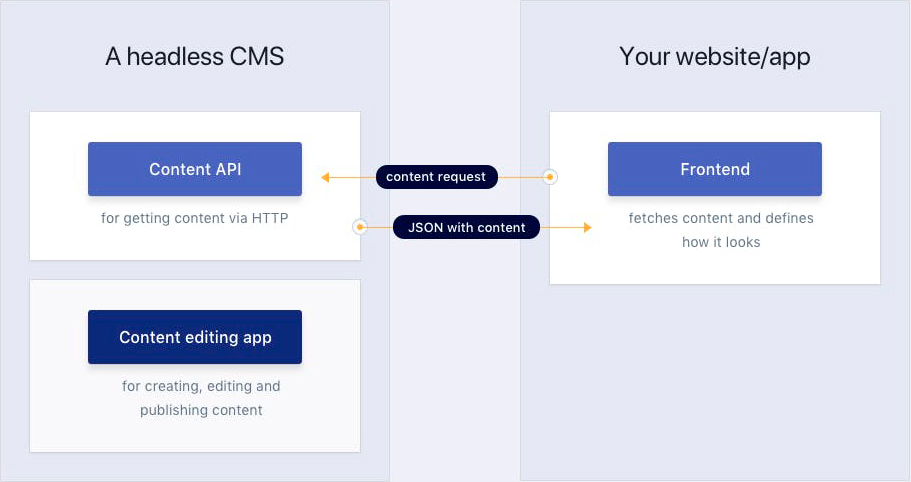 A headless CMS
Content API
for getting content via HTTP
Content editing app
for creating, editing and
publishing content
content request
JSON with content
Your website/app
Frontend
fetches content and defines
how it looks